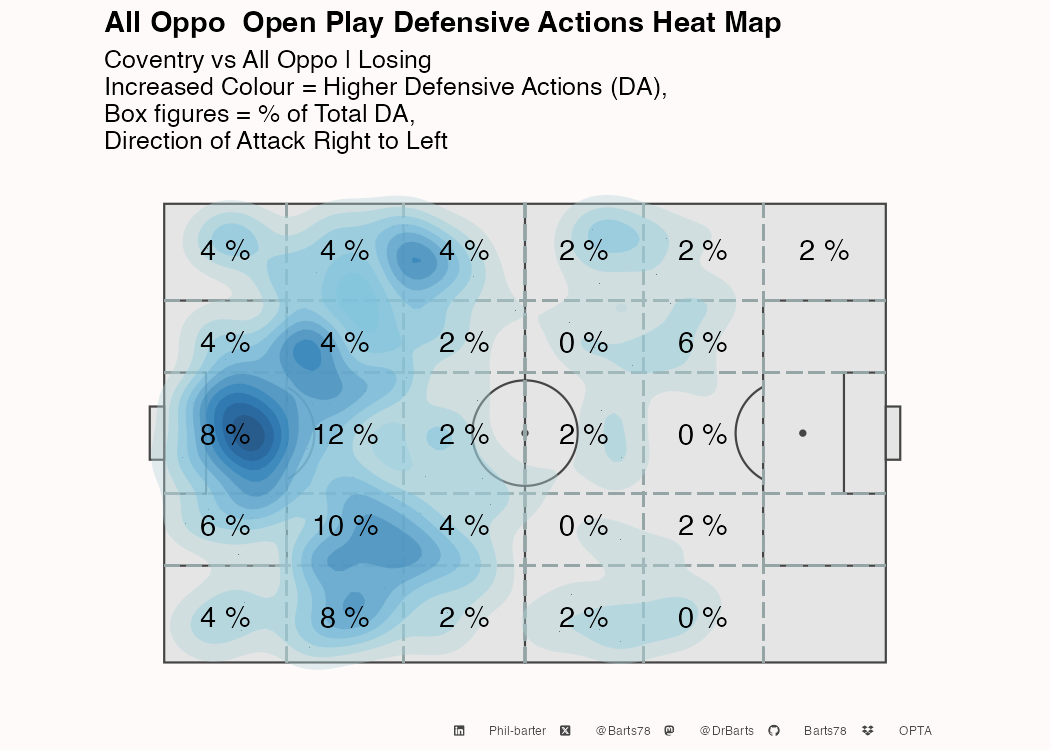 All Oppo  Open Play Defensive Actions Heat Map
Coventry vs All Oppo | Losing
Increased Colour = Higher Defensive Actions (DA),
Box figures = % of Total DA,
Direction of Attack Right to Left
4 % 4 % 4 % 2 % 2 % 2 %
4 % 4 % 2 % 0 % 6 %
8 % 12 % 2 % 2 % 0 %
6 % 10 % 4 % 0 % 2 %
4 % 8 % 2 % 2 % 0 %
Phil-barter @Barts78 @DrBarts Barts78 OPTA